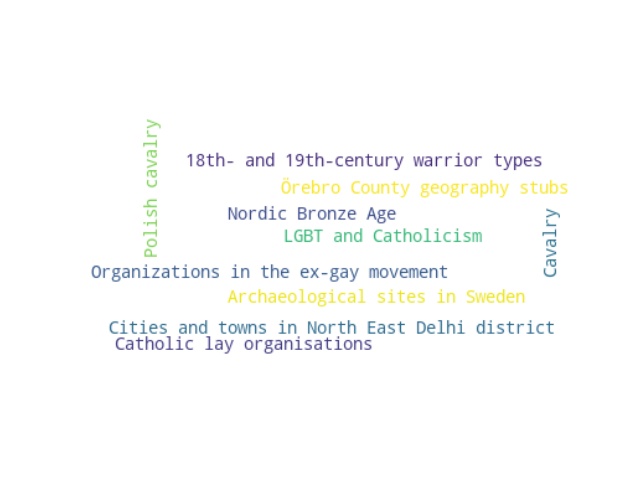 Polish cavalry
18th- and 19th-century warrior types
Örebro County geography stubs
Nordic Bronze Age
Cavalry
LGBT and Catholicism
Organizations in the ex-gay movement
Archaeological sites in Sweden
Cities and towns in North East Delhi district
Catholic lay organisations